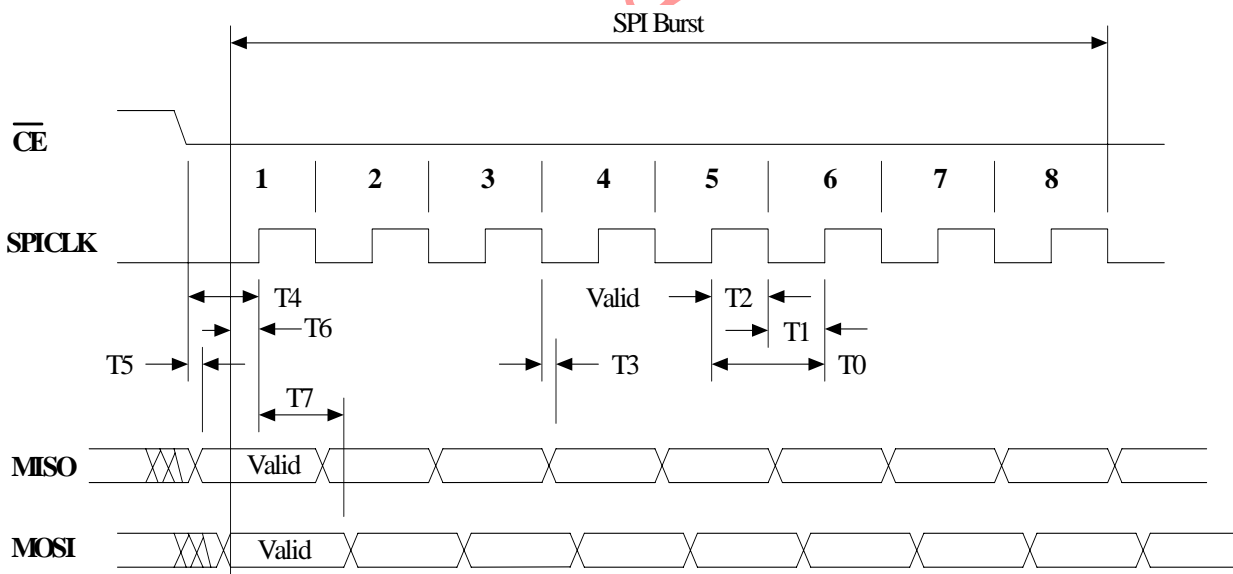 SPI Burst
CE
1 2 3 4 5 6 7 8
SPICLK
T4 Valid T2
T6 T1
T5 T3 T0
T7
MISO Valid
MOSI Valid